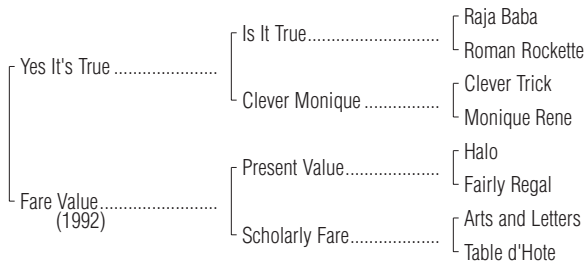 Raja Baba
Is It True
Roman Rockette
Yes It's True
Clever Trick
Clever Monique
Monique Rene
Halo
Present Value
Fairly Regal
Fare Value
(1992)
Arts and Letters
Scholarly Fare
Table d'Hote